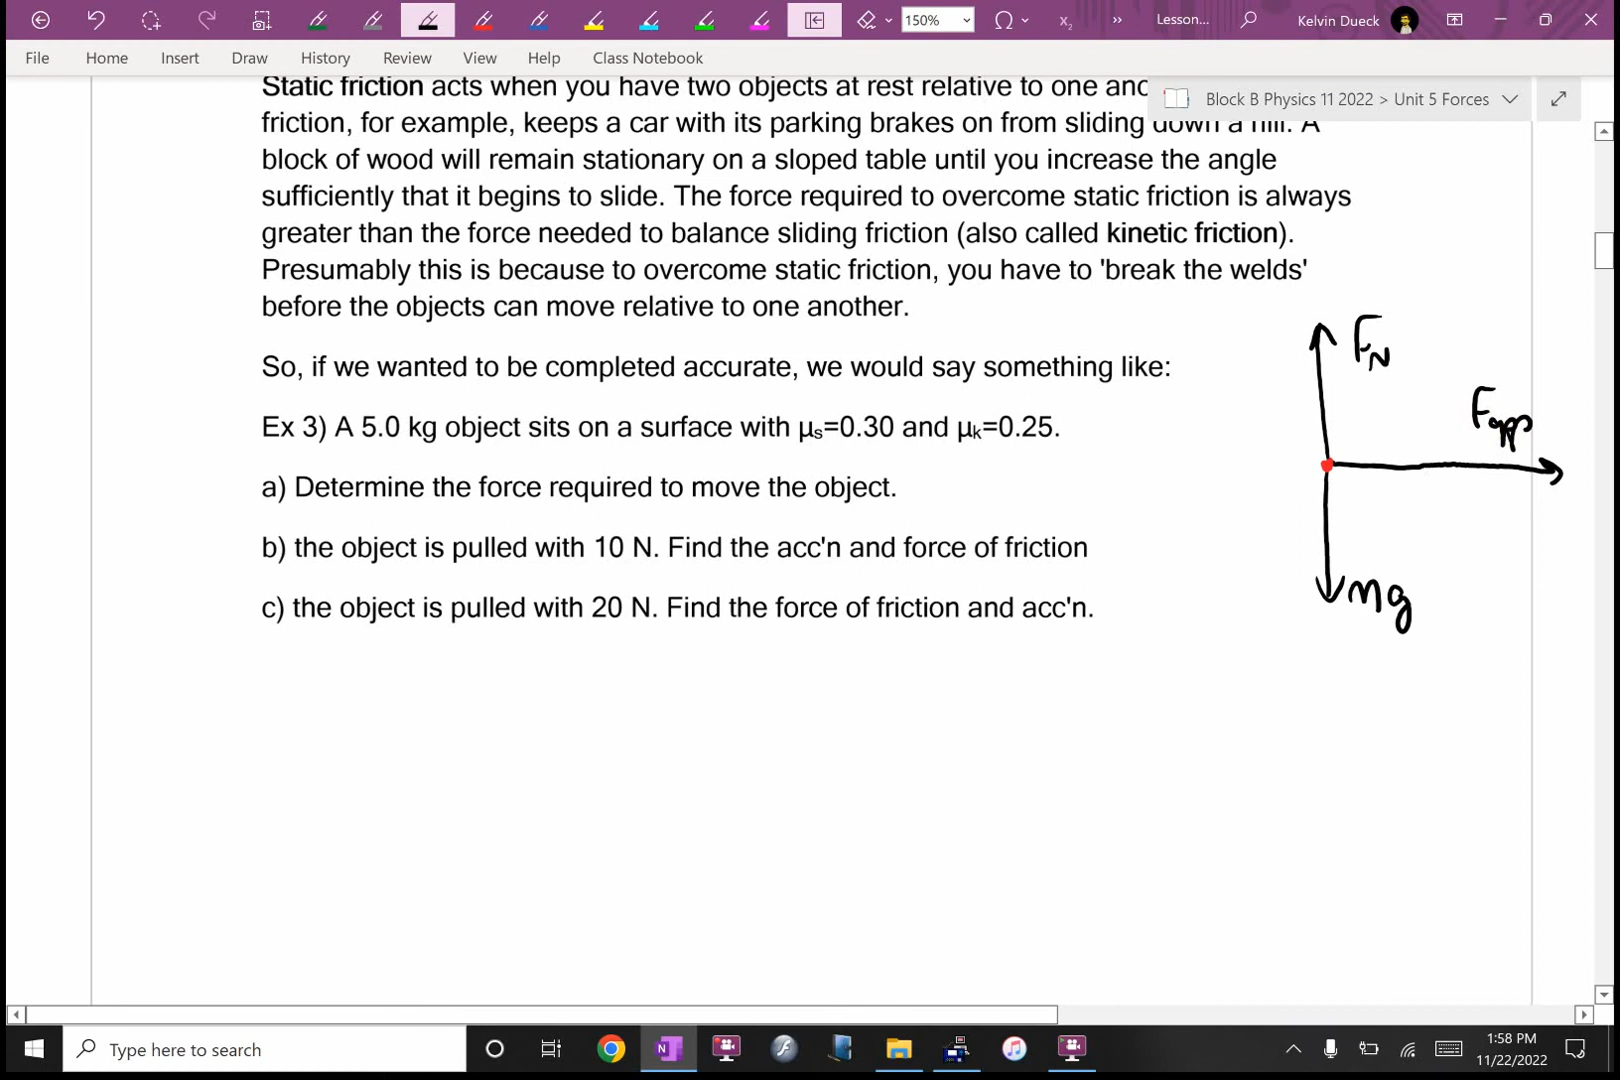 150%
Ω
x₂
»
Lesson...
Kelvin Dueck
File Home Insert Draw History Review View Help Class Notebook
Block B Physics 11 2022 > Unit 5 Forces
Static friction acts when you have two objects at rest relative to one
friction, for example, keeps a car with its parking brakes on from sliding down a hill. A
block of wood will remain stationary on a sloped table until you increase the angle
sufficiently that it begins to slide. The force required to overcome static friction is always
greater than the force needed to balance sliding friction (also called kinetic friction).
Presumably this is because to overcome static friction, you have to 'break the welds'
before the objects can move relative to one another.
So, if we wanted to be completed accurate, we would say something like:
Ex 3) A 5.0 kg object sits on a surface with μₛ=0.30 and μₖ=0.25.
a) Determine the force required to move the object.
b) the object is pulled with 10 N. Find the acc'n and force of friction
c) the object is pulled with 20 N. Find the force of friction and acc'n.
F_N
F_app
mg
Type here to search
1:58 PM
11/22/2022